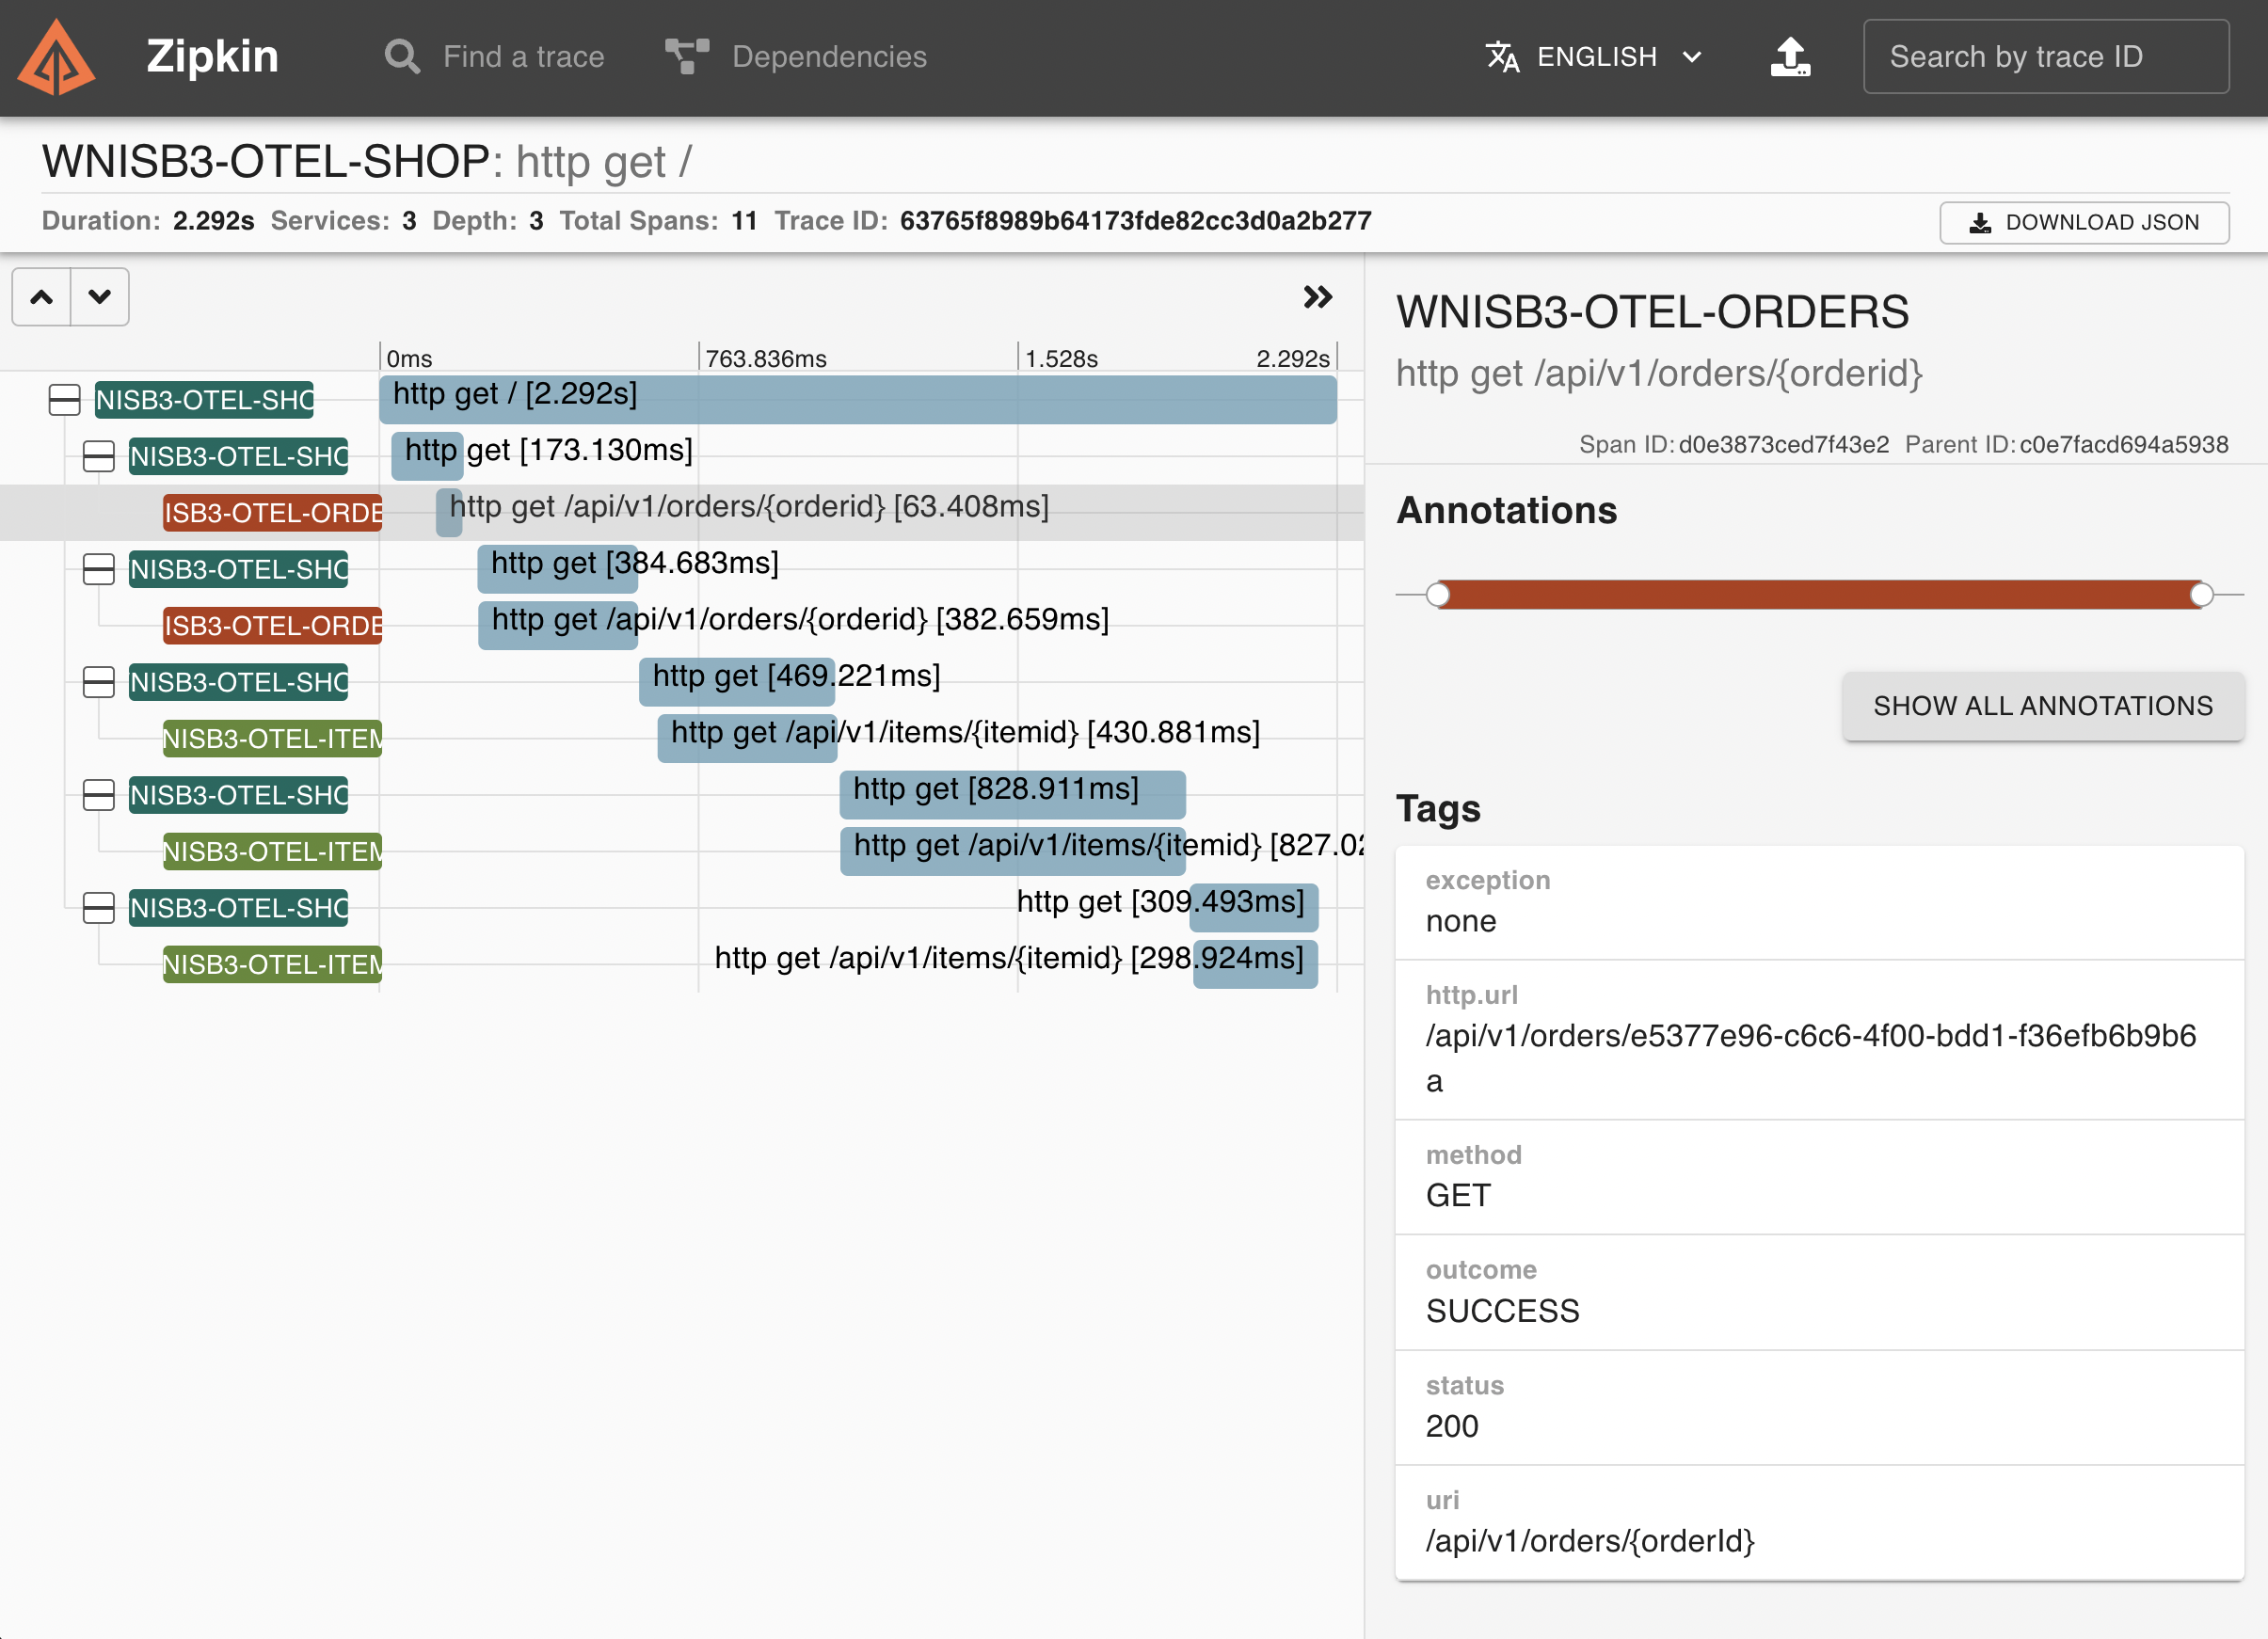 Zipkin
Find a trace
Dependencies
ENGLISH
Search by trace ID
WNISB3-OTEL-SHOP: http get /
Duration: 2.292s Services: 3 Depth: 3 Total Spans: 11 Trace ID: 63765f8989b64173fde82cc3d0a2b277
DOWNLOAD JSON
0ms 763.836ms 1.528s 2.292s
NISB3-OTEL-SHO http get / [2.292s]
NISB3-OTEL-SHO http get [173.130ms]
ISB3-OTEL-ORDE http get /api/v1/orders/{orderid} [63.408ms]
NISB3-OTEL-SHO http get [384.683ms]
ISB3-OTEL-ORDE http get /api/v1/orders/{orderid} [382.659ms]
NISB3-OTEL-SHO http get [469.221ms]
NISB3-OTEL-ITEM http get /api/v1/items/{itemid} [430.881ms]
NISB3-OTEL-SHO http get [828.911ms]
NISB3-OTEL-ITEM http get /api/v1/items/{itemid} [827.02
NISB3-OTEL-SHO http get [309.493ms]
NISB3-OTEL-ITEM http get /api/v1/items/{itemid} [298.924ms]
WNISB3-OTEL-ORDERS
http get /api/v1/orders/{orderid}
Span ID: d0e3873ced7f43e2 Parent ID: c0e7facd694a5938
Annotations
SHOW ALL ANNOTATIONS
Tags
exception
none
http.url
/api/v1/orders/e5377e96-c6c6-4f00-bdd1-f36efb6b9b6
a
method
GET
outcome
SUCCESS
status
200
uri
/api/v1/orders/{orderId}